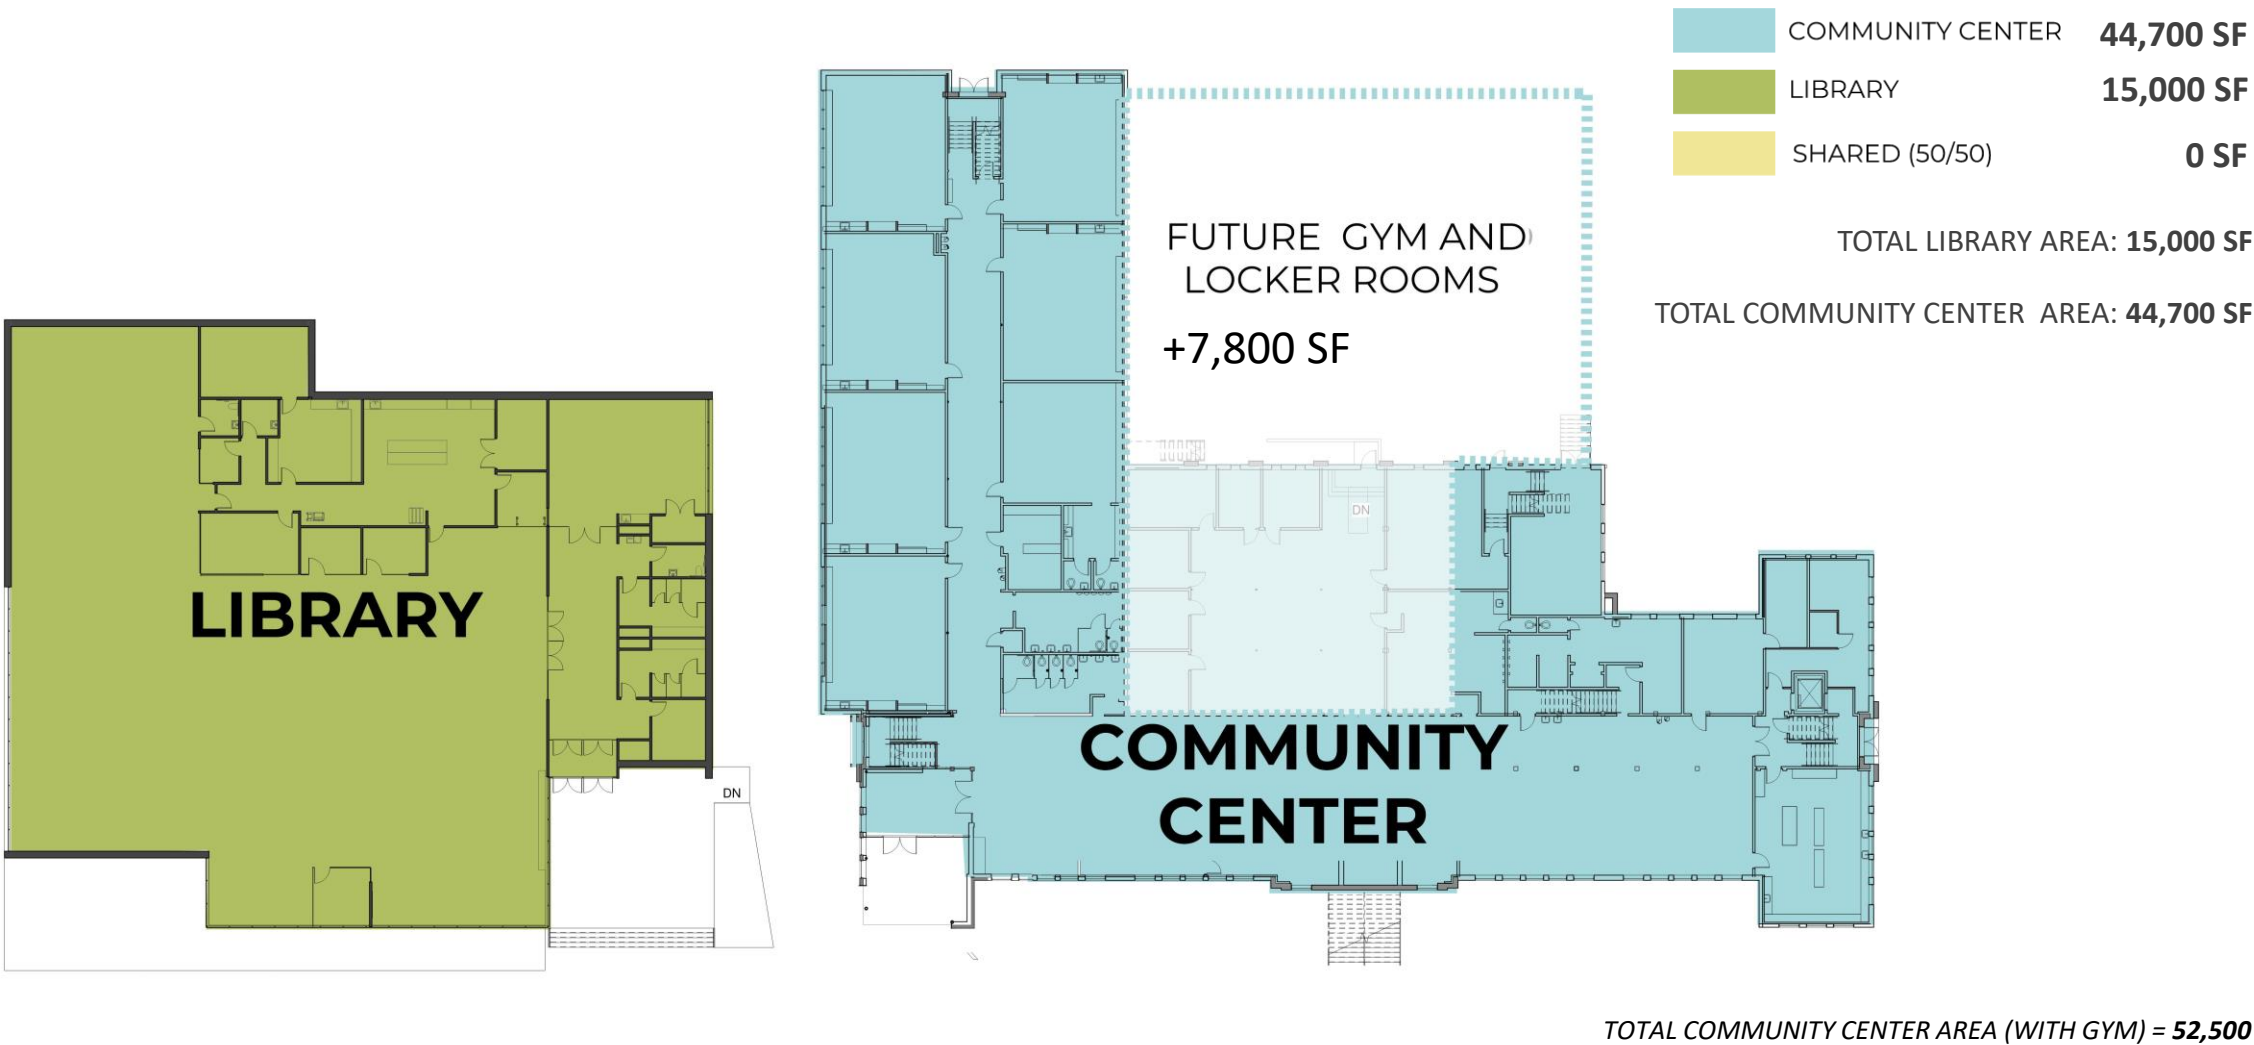 COMMUNITY CENTER 44,700 SF
LIBRARY 15,000 SF
SHARED (50/50) 0 SF
TOTAL LIBRARY AREA: 15,000 SF
TOTAL COMMUNITY CENTER AREA: 44,700 SF
FUTURE GYM AND
LOCKER ROOMS
+7,800 SF
DN
LIBRARY
DN
COMMUNITY
CENTER
TOTAL COMMUNITY CENTER AREA (WITH GYM) = 52,500